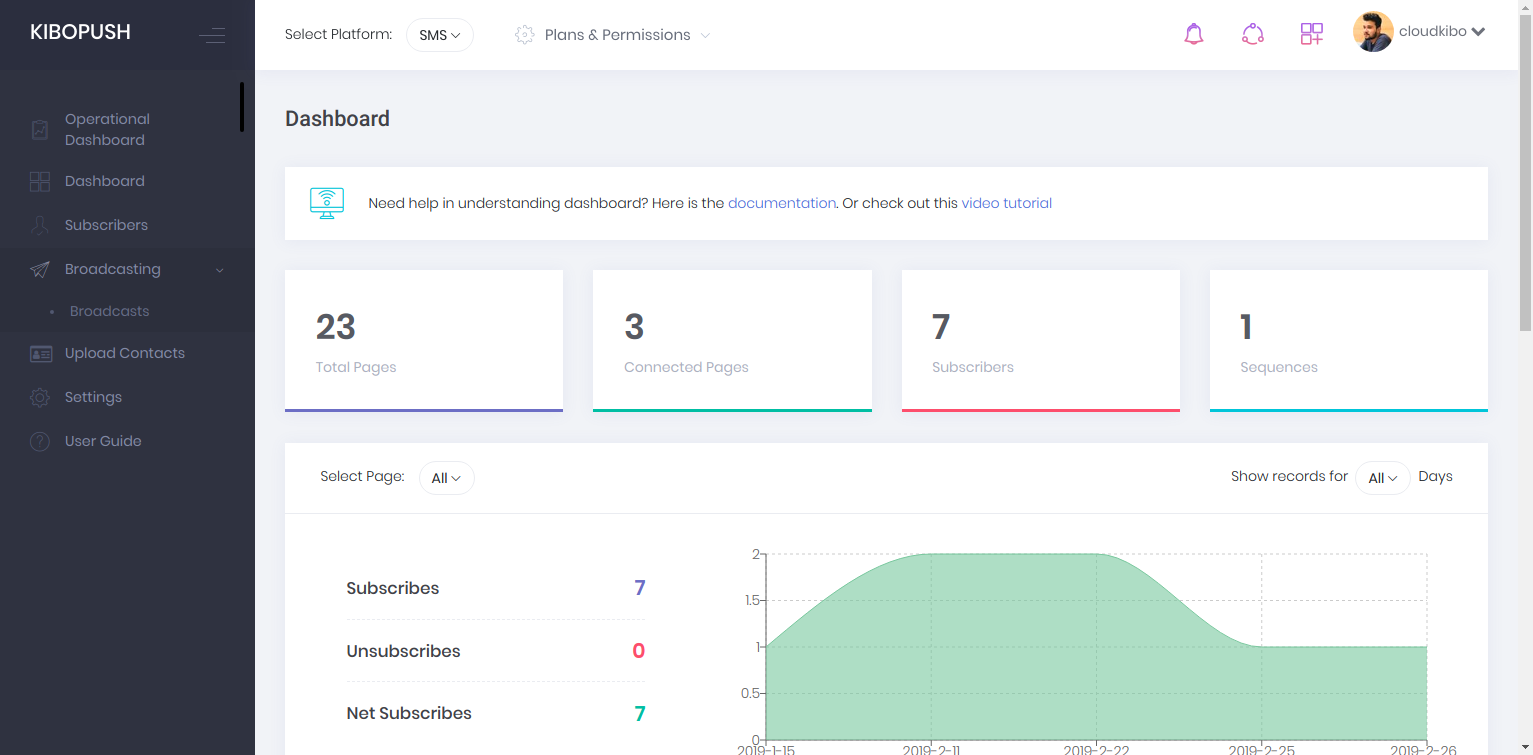 KIBOPUSH
Select Platform:
SMS
Plans & Permissions
cloudkibo
Operational
Dashboard
Dashboard
Subscribers
Broadcasting
Broadcasts
Upload Contacts
Settings
User Guide
Dashboard
Need help in understanding dashboard? Here is the documentation. Or check out this video tutorial
23
Total Pages
3
Connected Pages
7
Subscribers
1
Sequences
Select Page:
All
Show records for All Days
Subscribes 7
Unsubscribes 0
Net Subscribes 7
2
1.5
1
0.5
0
2019-1-15 2019-2-11 2019-2-22 2019-2-25 2019-2-26